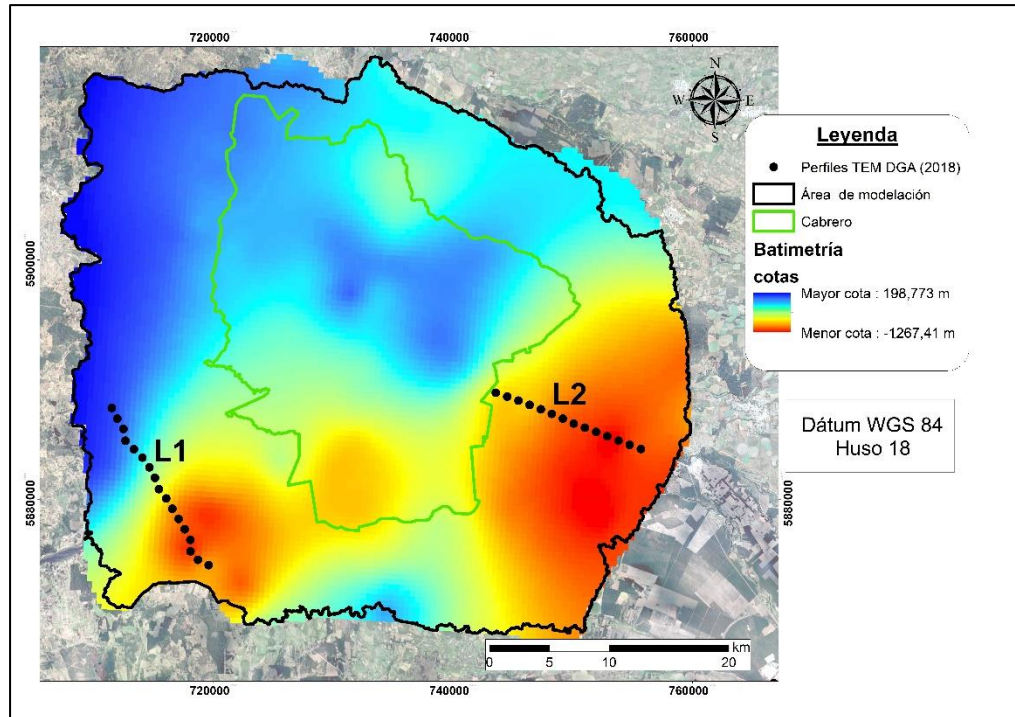 720000 740000 760000
N
W E
S
Leyenda
Perfiles TEM DGA (2018)
Área de modelación
Cabrero
Batimetría
cotas
Mayor cota : 198,773 m
Menor cota : -1267,41 m
5900000
L1
L2
Dátum WGS 84
Huso 18
5880000
5880000
km
0 5 10 20
720000 740000 760000